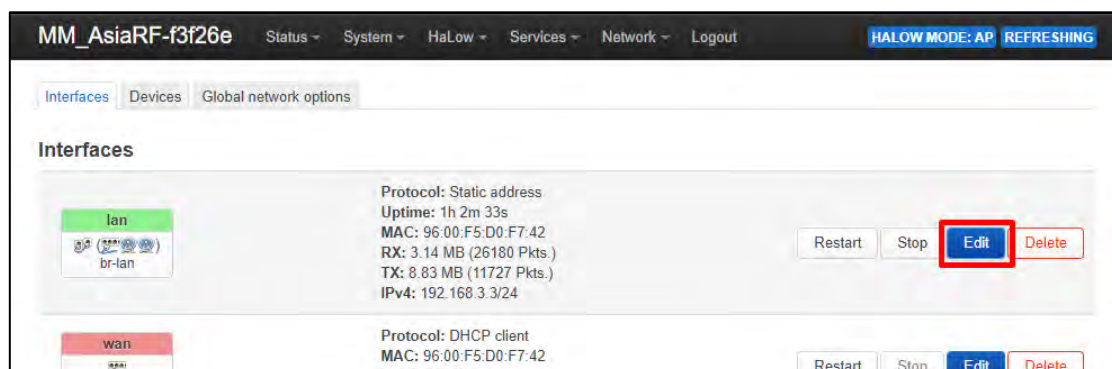 MM_AsiaRF-f3f26e Status System HaLow Services Network Logout HALOW MODE: AP REFRESHING
Interfaces Devices Global network options
Interfaces
lan
br-lan
Protocol: Static address
Uptime: 1h 2m 33s
MAC: 96:00:F5:D0:F7:42
RX: 3.14 MB (26180 Pkts.)
TX: 8.83 MB (11727 Pkts.)
IPv4: 192.168.3.3/24
Restart Stop Edit Delete
wan
Protocol: DHCP client
MAC: 96:00:F5:D0:F7:42
Restart Stop Edit Delete